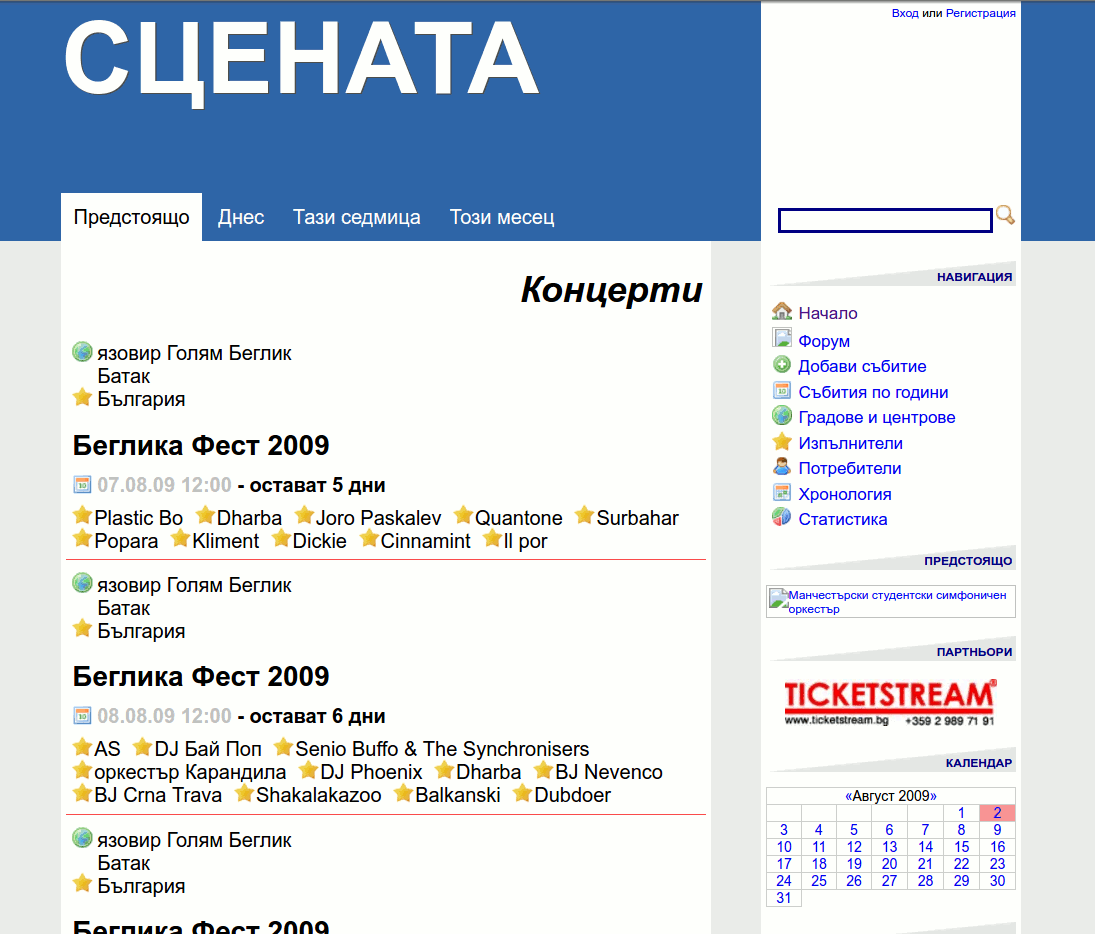 СЦЕНАТА
Вход или Регистрация
Предстоящо Днес Тази седмица Този месец
Концерти
язовир Голям Беглик
Батак
България
Беглика Фест 2009
07.08.09 12:00 - остават 5 дни
Plastic Bo Dharba Joro Paskalev Quantone Surbahar
Popara Kliment Dickie Cinnamint Il por
язовир Голям Беглик
Батак
България
Беглика Фест 2009
08.08.09 12:00 - остават 6 дни
AS DJ Бай Поп Senio Buffo & The Synchronisers
оркестър Карандила DJ Phoenix Dharba BJ Nevenco
BJ Crna Trava Shakalakazoo Balkanski Dubdoer
язовир Голям Беглик
Батак
България
Беглика Фест 2009
НАВИГАЦИЯ
Начало
Форум
Добави събитие
Събития по години
Градове и центрове
Изпълнители
Потребители
Хронология
Статистика
ПРЕДСТОЯЩО
Манчестърски студентски симфоничен
оркестър
ПАРТНЬОРИ
TICKETSTREAM®
www.ticketstream.bg +359 2 989 71 91
КАЛЕНДАР
«Август 2009»
1 2
3 4 5 6 7 8 9
10 11 12 13 14 15 16
17 18 19 20 21 22 23
24 25 26 27 28 29 30
31